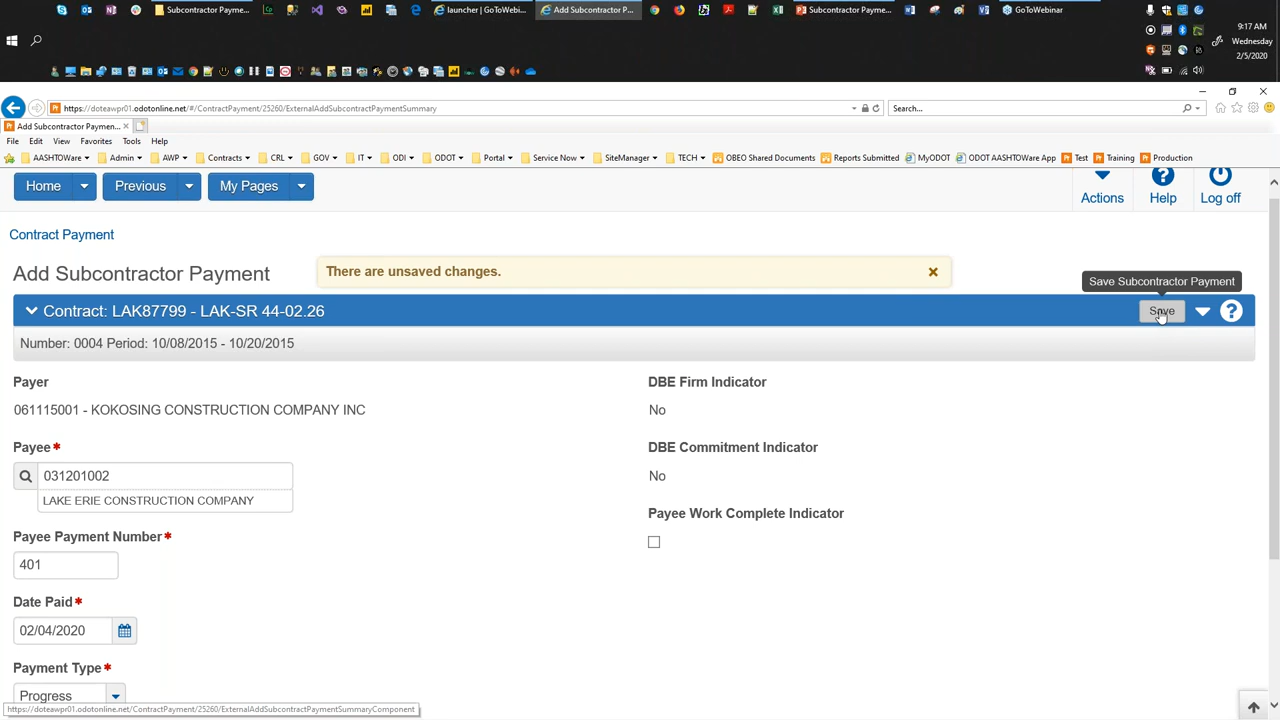 Subcontractor Payme...
launcher | GoToWebi...
Add Subcontractor P...
Subcontractor Payme...
GoToWebinar
9:17 AM
Wednesday
2/5/2020
https://doteawpr01.odotonline.net/#/ContractPayment/25260/ExternalAddSubcontractPaymentSummary
Search...
Add Subcontractor Paymen...
File Edit View Favorites Tools Help
AASHTOWare Admin AWP Contracts CRL GOV IT ODI ODOT Portal Service Now SiteManager TECH OBEO Shared Documents Reports Submitted MyODOT ODOT AASHTOWare App Test Training Production
Home Previous My Pages
Actions Help Log off
Contract Payment
Add Subcontractor Payment
There are unsaved changes.
Save Subcontractor Payment
Contract: LAK87799 - LAK-SR 44-02.26
Save
Number: 0004 Period: 10/08/2015 - 10/20/2015
Payer
061115001 - KOKOSING CONSTRUCTION COMPANY INC
Payee*
031201002
LAKE ERIE CONSTRUCTION COMPANY
Payee Payment Number*
401
Date Paid*
02/04/2020
Payment Type*
Progress
DBE Firm Indicator
No
DBE Commitment Indicator
No
Payee Work Complete Indicator
https://doteawpr01.odotonline.net/ContractPayment/25260/ExternalAddSubcontractPaymentSummaryComponent